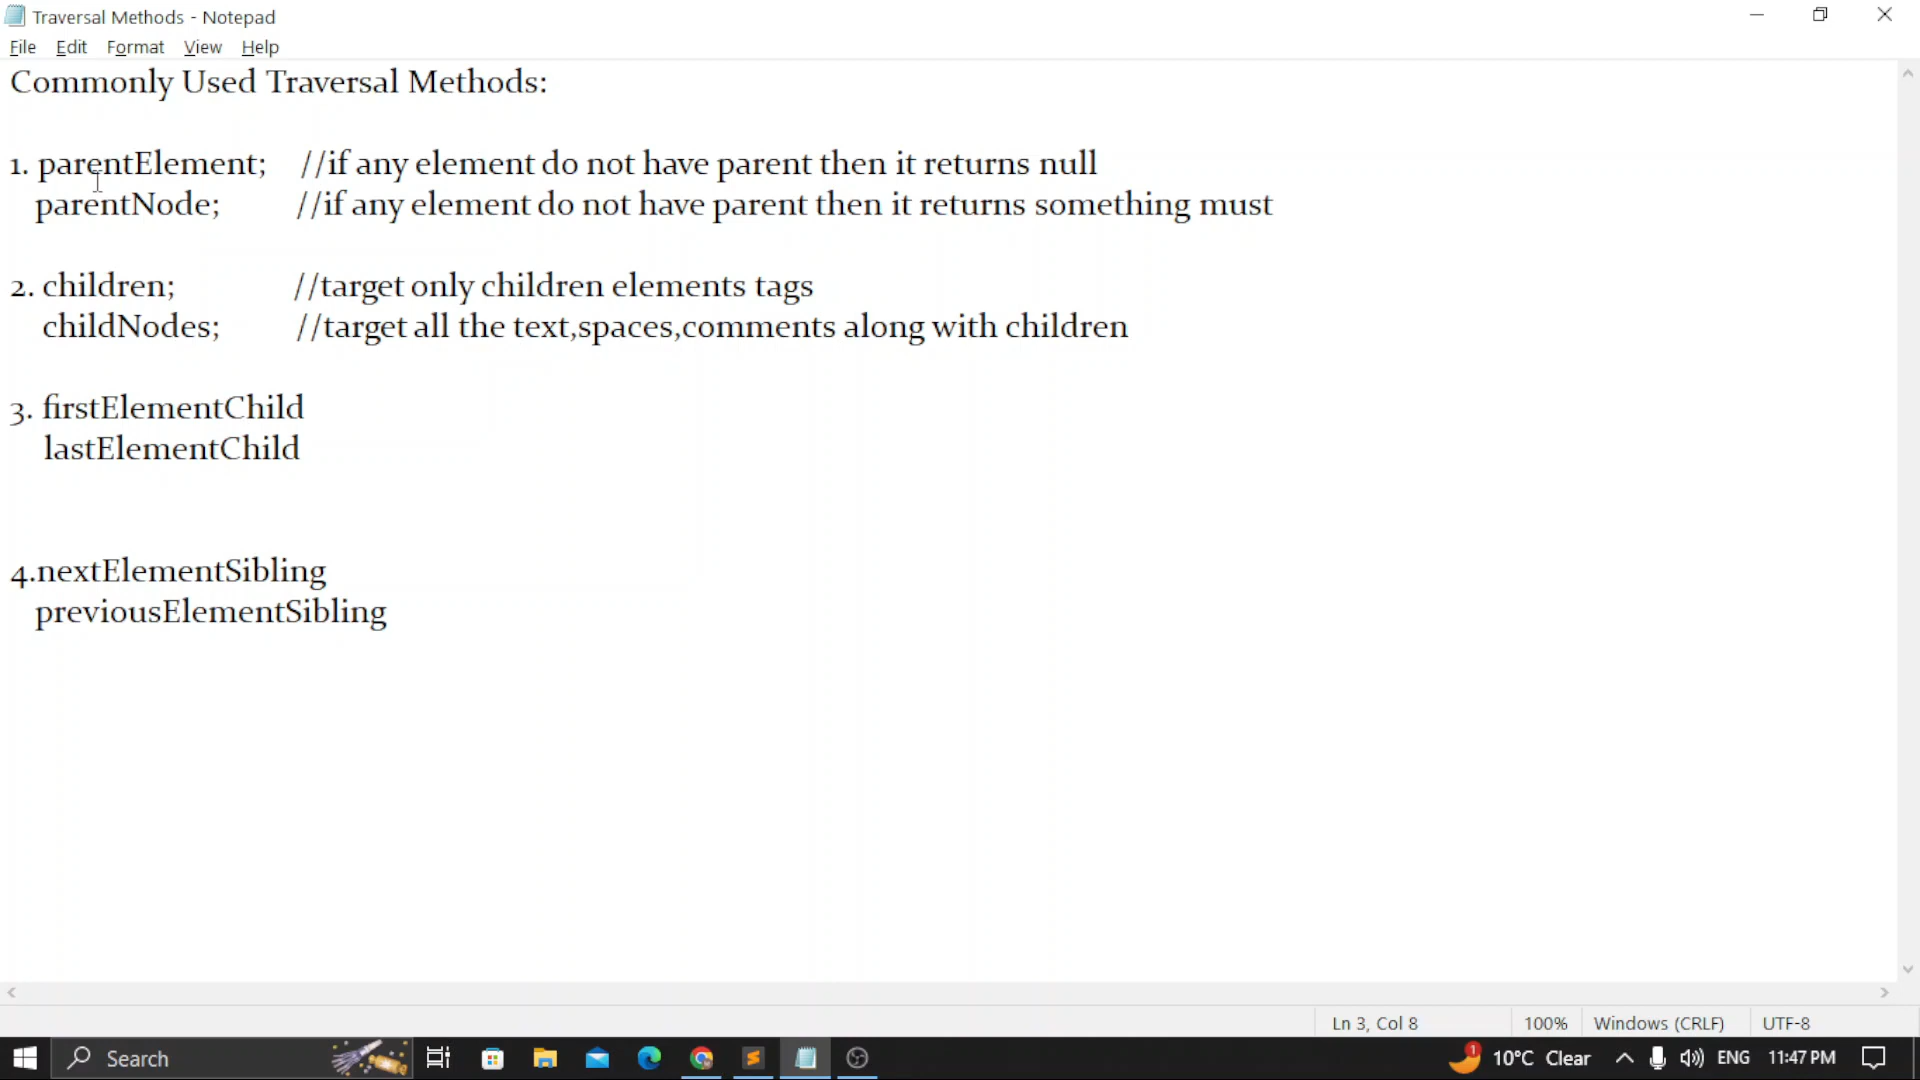 Traversal Methods - Notepad
File Edit Format View Help
Commonly Used Traversal Methods:
1. parentElement; //if any element do not have parent then it returns null
parentNode; //if any element do not have parent then it returns something must
2. children; //target only children elements tags
childNodes; //target all the text,spaces,comments along with children
3. firstElementChild
lastElementChild
4.nextElementSibling
previousElementSibling
Ln 3, Col 8 100% Windows (CRLF) UTF-8
Search 1 10°C Clear ENG 11:47 PM